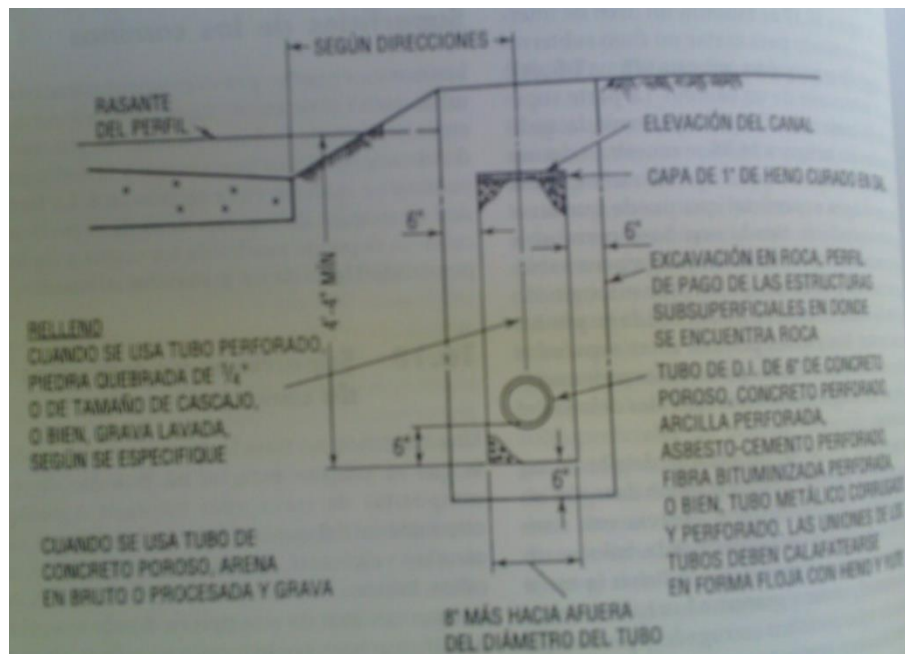 SEGÚN DIRECCIONES
RASANTE
DEL PERFIL
ELEVACIÓN DEL CANAL
CAPA DE 1" DE HENO CURADO EN SAL
6"
6"
4'-4" MÍN
EXCAVACIÓN EN ROCA, PERFIL
DE PAGO DE LAS ESTRUCTURAS
SUBSUPERFICIALES EN DONDE
SE ENCUENTRA ROCA
RELLENO
CUANDO SE USA TUBO PERFORADO,
PIEDRA QUEBRADA DE
O DE TAMAÑO DE CASCAJO,
O BIEN, GRAVA LAVADA,
SEGÚN SE ESPECIFIQUE
TUBO DE D.I. DE 6" DE CONCRETO
POROSO, CONCRETO PERFORADO,
ARCILLA PERFORADA,
ASBESTO-CEMENTO PERFORADO,
FIBRA BITUMINIZADA PERFORADA,
O BIEN, TUBO METÁLICO CORRUGADO
Y PERFORADO. LAS UNIONES DE LOS
TUBOS DEBEN CALAFATEARSE
EN FORMA FLOJA CON HENO Y YUTE
6"
6"
CUANDO SE USA TUBO DE
CONCRETO POROSO, ARENA
EN BRUTO O PROCESADA Y GRAVA
8" MÁS HACIA AFUERA
DEL DIÁMETRO DEL TUBO